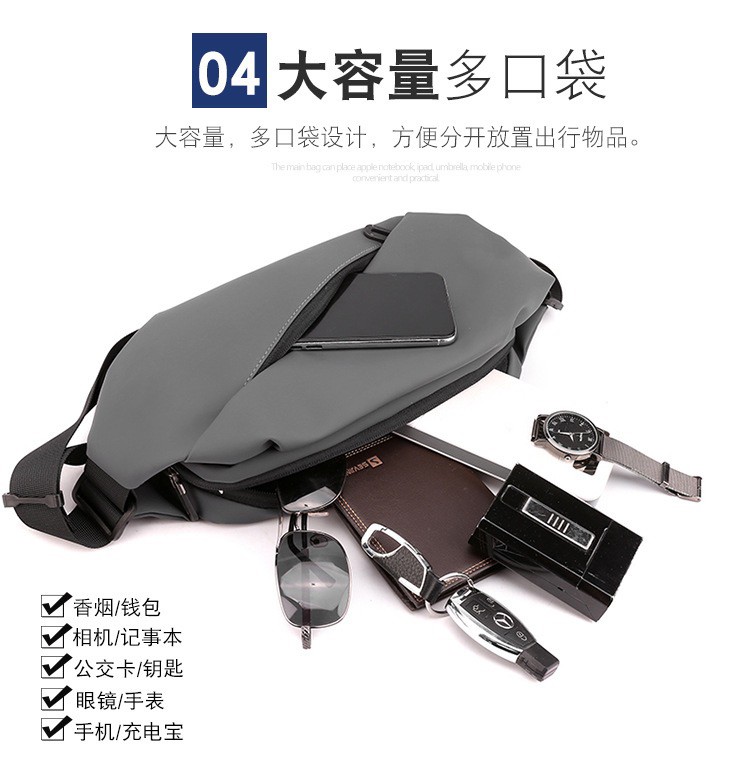 04 大容量多口袋
大容量，多口袋设计，方便分开放置出行物品。
The main bag can place apple notebook, ipad, umbrella, mobile phone
convenient and practical.
香烟/钱包
相机/记事本
公交卡/钥匙
眼镜/手表
手机/充电宝